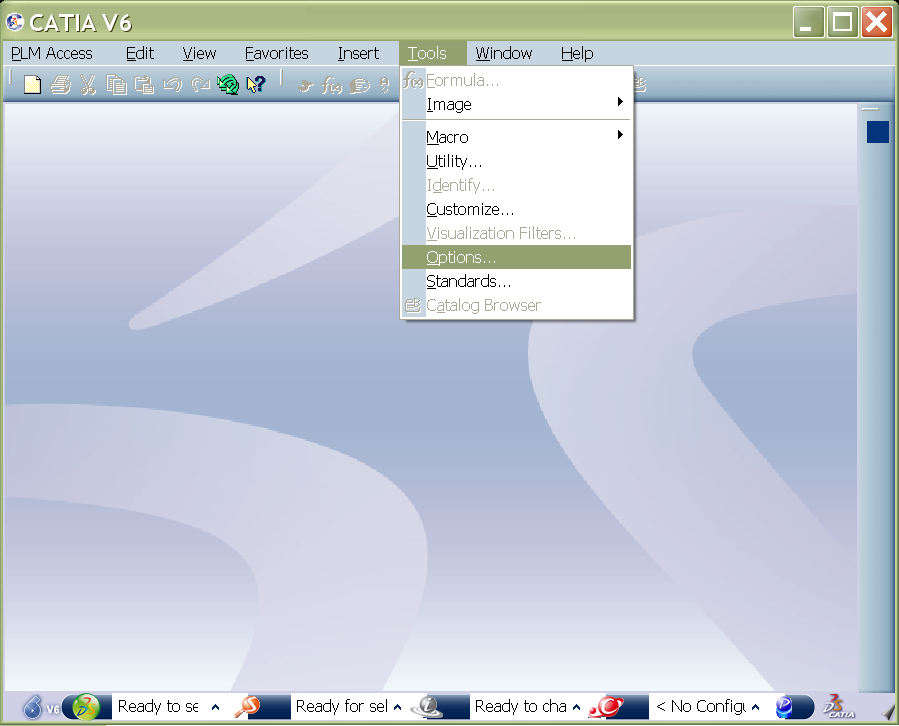 CATIA V6
PLM Access Edit View Favorites Insert Tools Window Help
Formula...
Image
Macro
Utility...
Identify...
Customize...
Visualization Filters...
Options...
Standards...
Catalog Browser
V6 Ready to se Ready for sel Ready to cha < No Configu CATIA